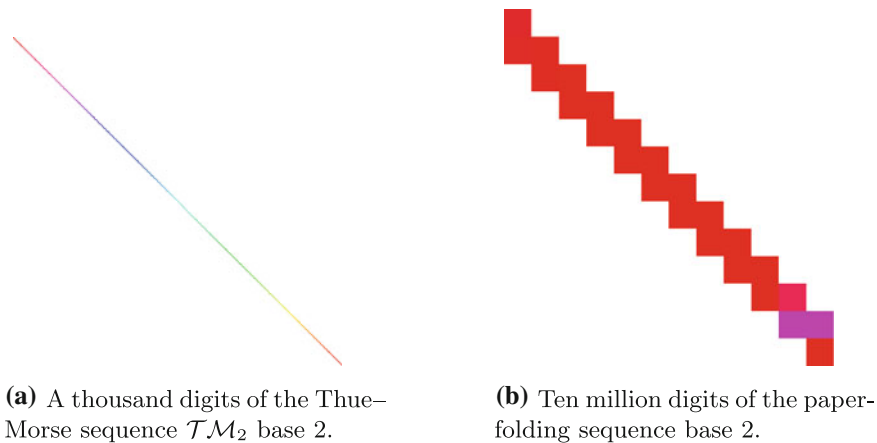 (a) A thousand digits of the Thue–
Morse sequence 𝒯ℳ₂ base 2.
(b) Ten million digits of the paper-
folding sequence base 2.